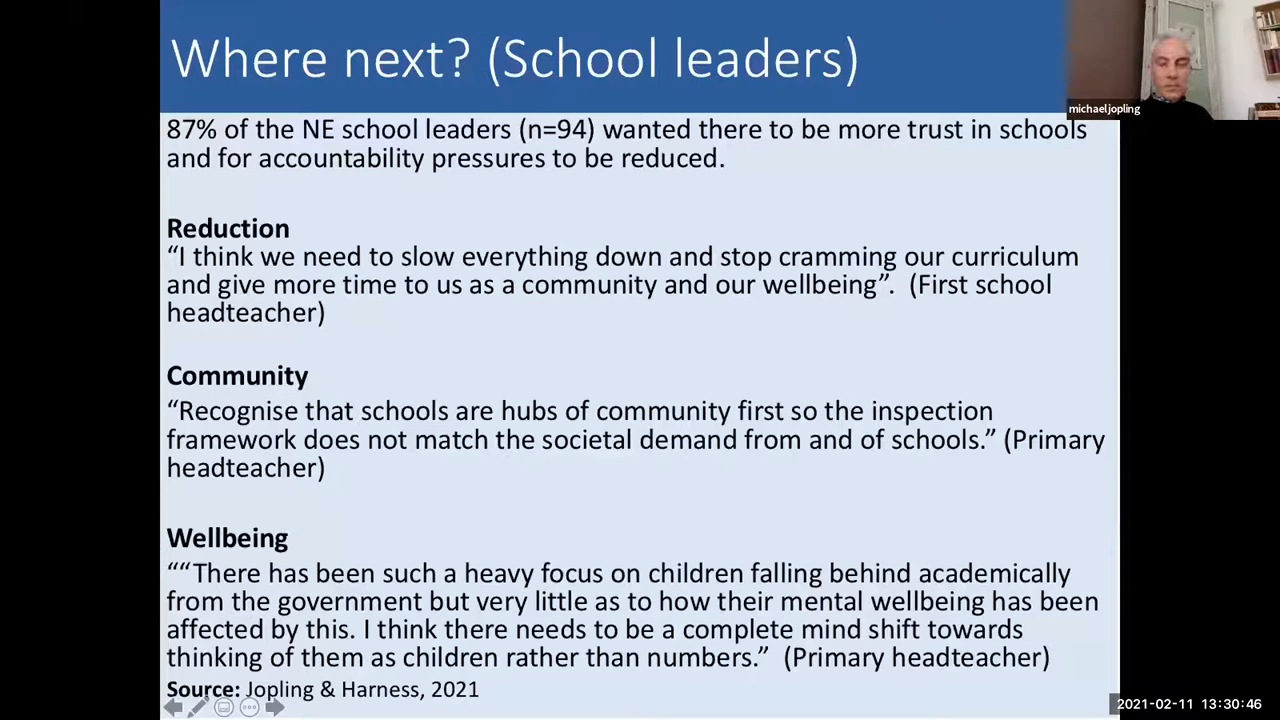 Where next? (School leaders)
michaeljopling
87% of the NE school leaders (n=94) wanted there to be more trust in schools
and for accountability pressures to be reduced.
Reduction
“I think we need to slow everything down and stop cramming our curriculum
and give more time to us as a community and our wellbeing”.  (First school
headteacher)
Community
“Recognise that schools are hubs of community first so the inspection
framework does not match the societal demand from and of schools.” (Primary
headteacher)
Wellbeing
““There has been such a heavy focus on children falling behind academically
from the government but very little as to how their mental wellbeing has been
affected by this. I think there needs to be a complete mind shift towards
thinking of them as children rather than numbers.”  (Primary headteacher)
Source: Jopling & Harness, 2021
2021-02-11 13:30:46